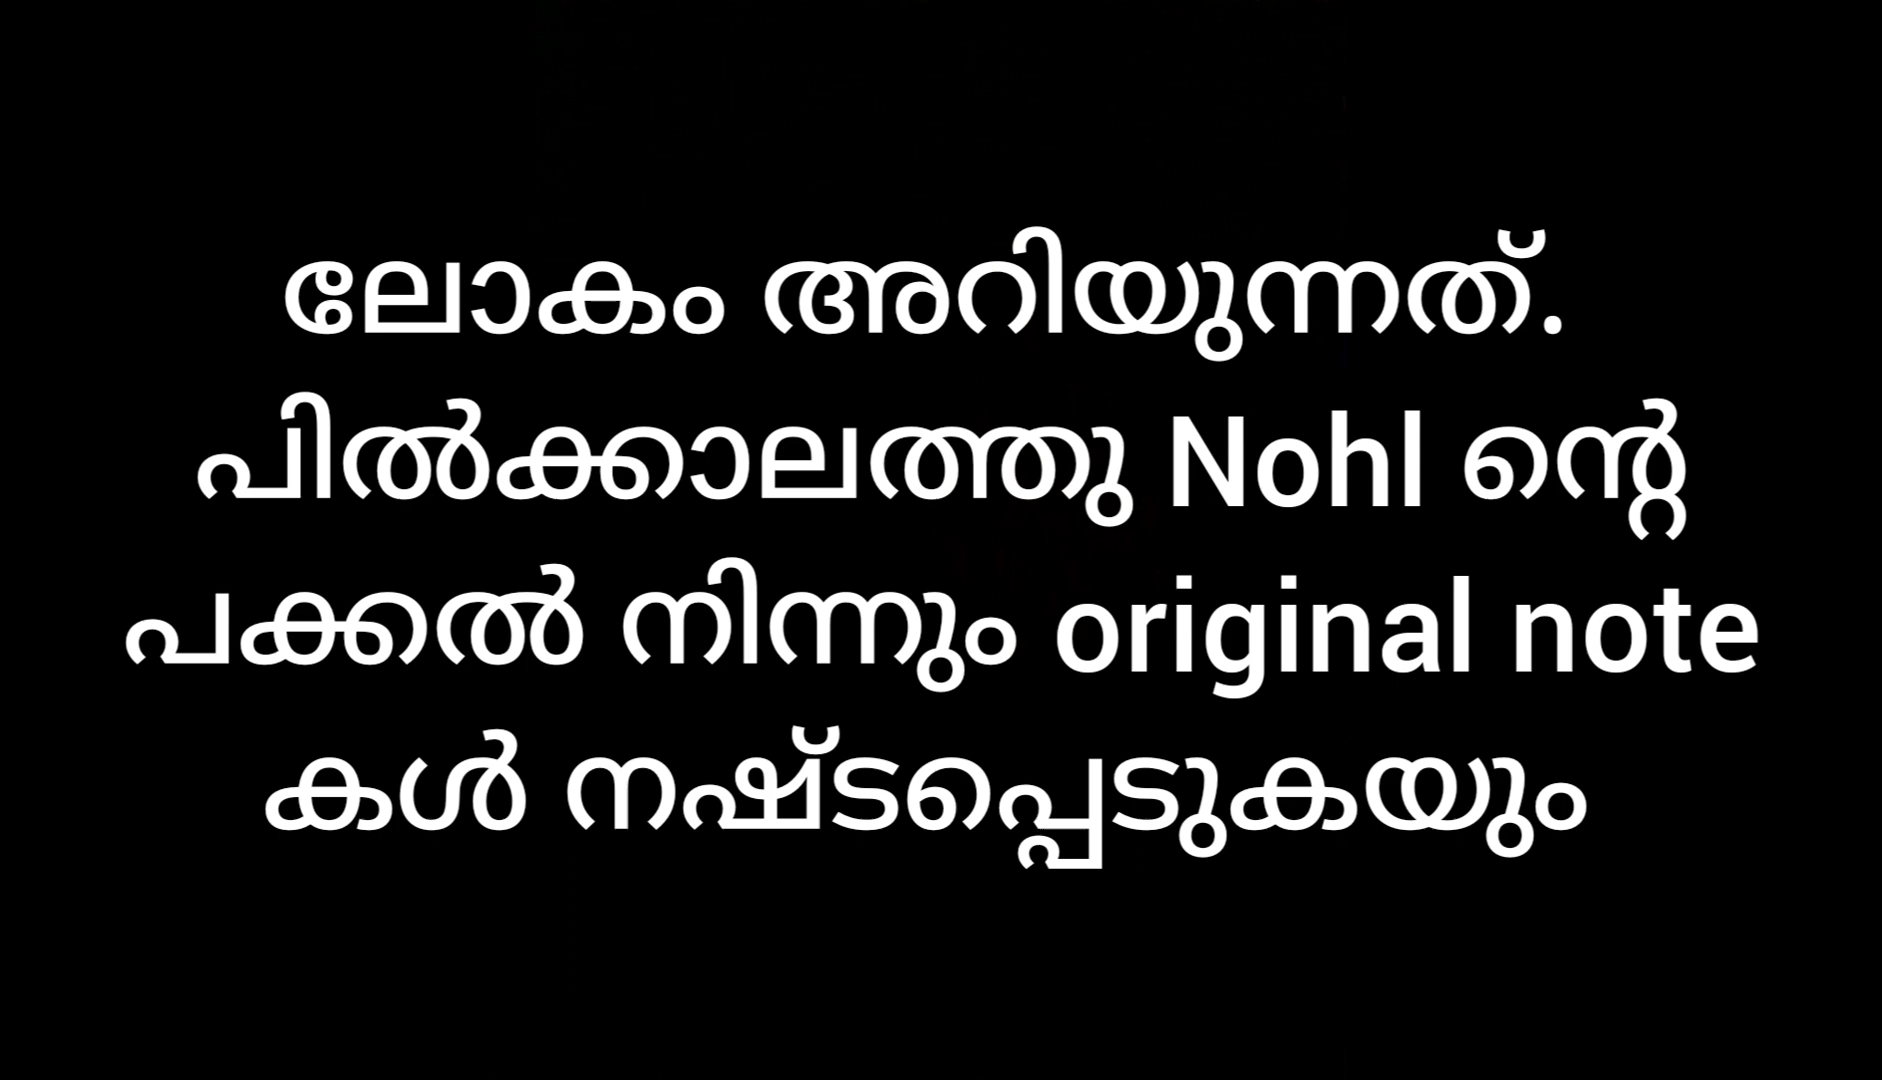 ലോകം അറിയുന്നത്.
പിൽക്കാലത്തു Nohl ന്റെ
പക്കൽ നിന്നും original note
കൾ നഷ്ടപ്പെടുകയും